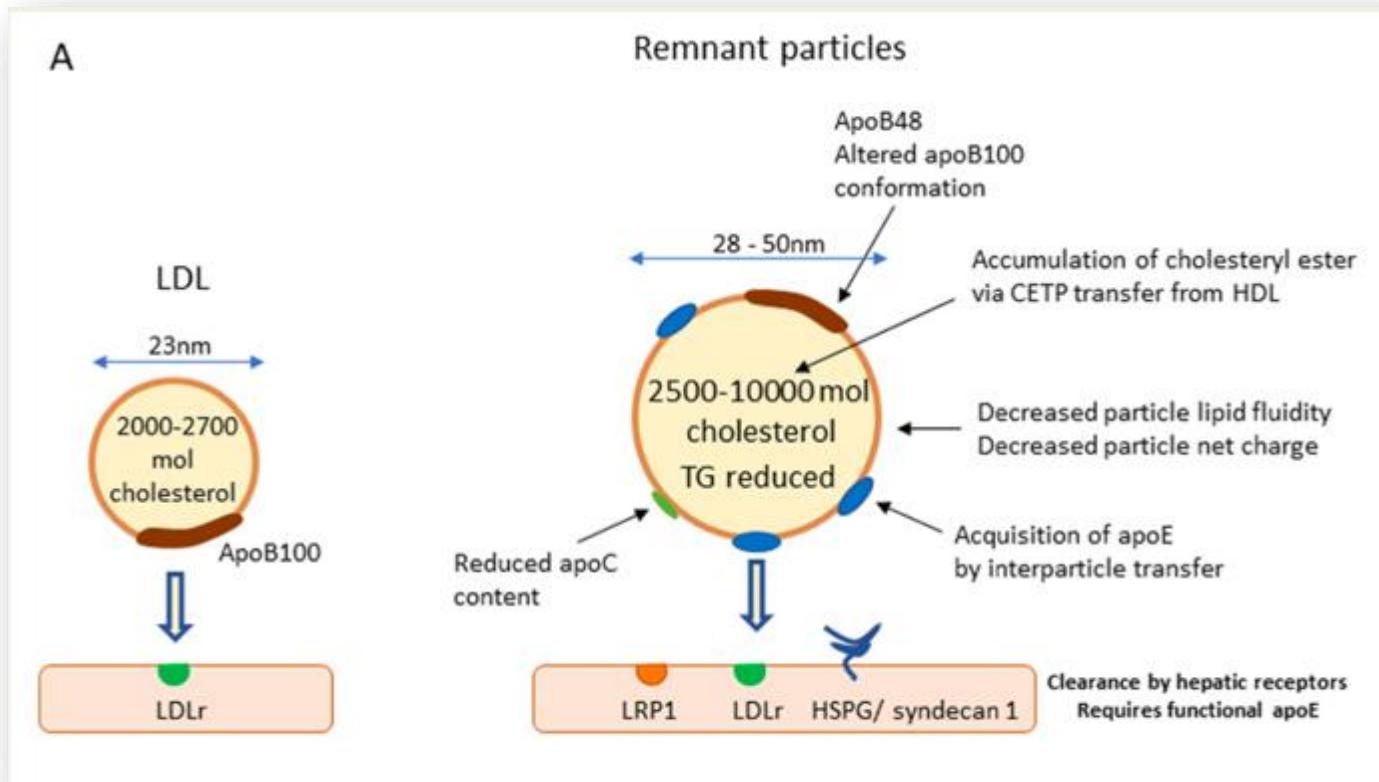 A
Remnant particles
ApoB48
Altered apoB100
conformation
28 - 50nm
Accumulation of cholesteryl ester
via CETP transfer from HDL
LDL
23nm
2000-2700
mol
cholesterol
ApoB100
2500-10000 mol
cholesterol
TG reduced
Decreased particle lipid fluidity
Decreased particle net charge
Reduced apoC
content
Acquisition of apoE
by interparticle transfer
LDLr
LRP1
LDLr
HSPG/ syndecan 1
Clearance by hepatic receptors
Requires functional apoE